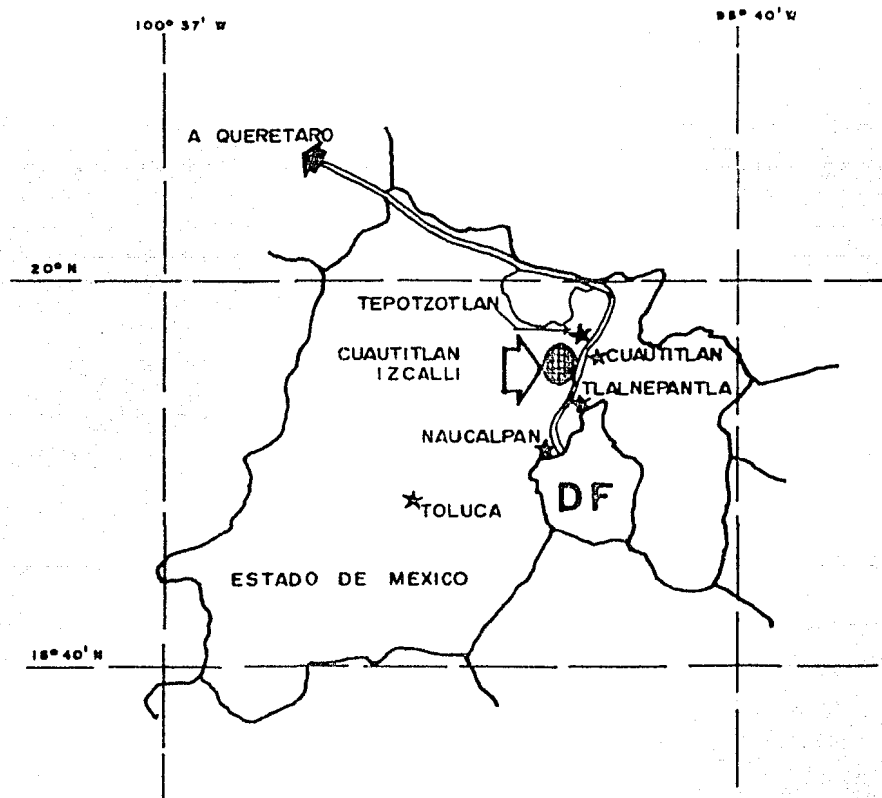 100° 37' W
98° 40' W
A QUERETARO
20° N
TEPOTZOTLAN
CUAUTITLAN
IZCALLI
CUAUTITLAN
TLALNEPANTLA
NAUCALPAN
DF
TOLUCA
ESTADO DE MEXICO
18° 40' N